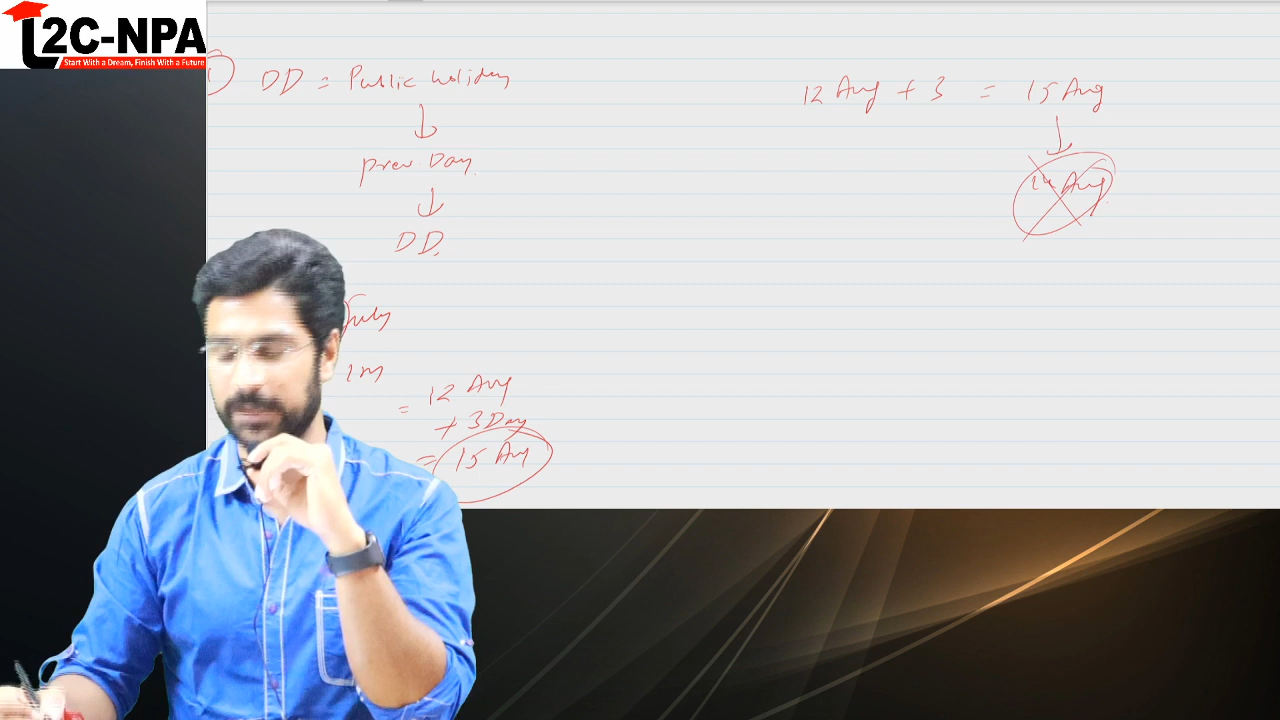 L2C-NPA
Start With a Dream, Finish With a Future
1) DD = Public holiday
↓
prev Day.
↓
DD.
July
1m
= 12 Aug
+ 3 Day
= 15 Aug
12 Aug + 3 = 15 Aug
↓
14 Aug